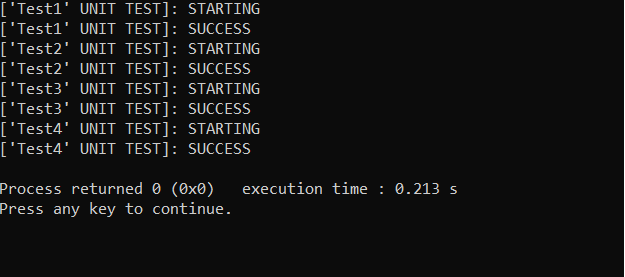 ['Test1' UNIT TEST]: STARTING
['Test1' UNIT TEST]: SUCCESS
['Test2' UNIT TEST]: STARTING
['Test2' UNIT TEST]: SUCCESS
['Test3' UNIT TEST]: STARTING
['Test3' UNIT TEST]: SUCCESS
['Test4' UNIT TEST]: STARTING
['Test4' UNIT TEST]: SUCCESS
Process returned 0 (0x0)   execution time : 0.213 s
Press any key to continue.